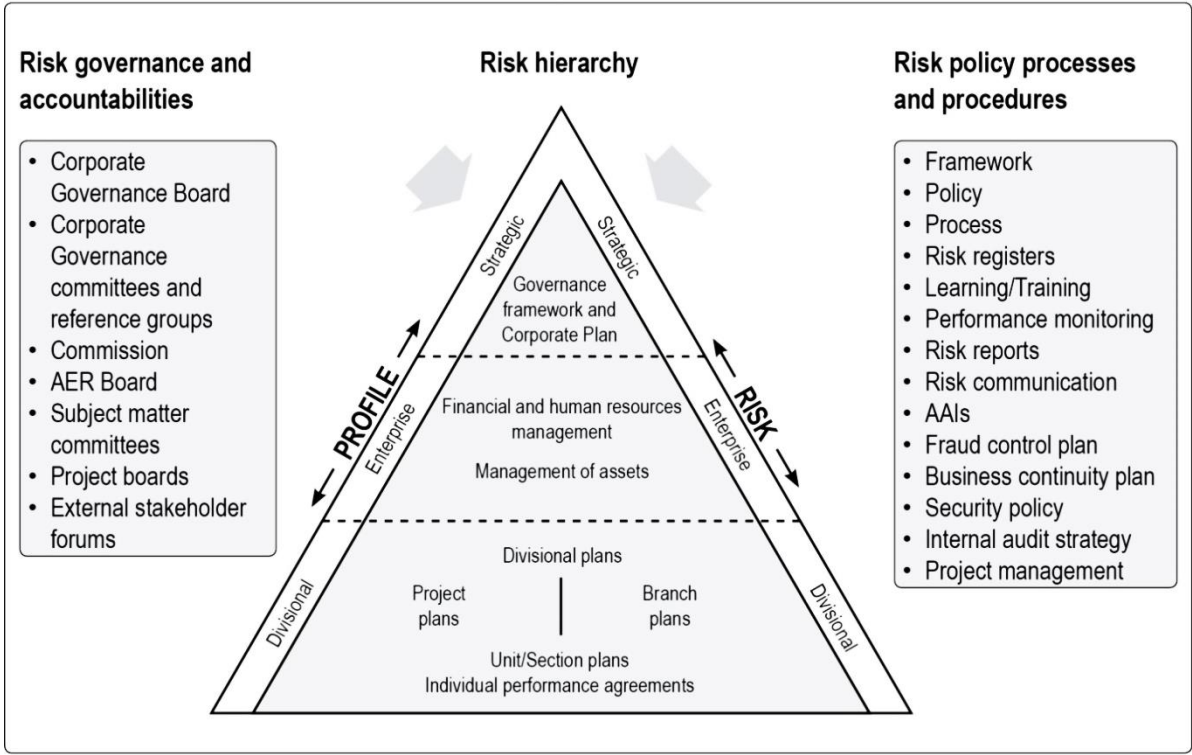 Risk governance and
accountabilities
• Corporate
Governance Board
• Corporate
Governance
committees and
reference groups
• Commission
• AER Board
• Subject matter
committees
• Project boards
• External stakeholder
forums
Risk hierarchy
Strategic
Strategic
Governance
framework and
Corporate Plan
PROFILE
RISK
Enterprise
Enterprise
Financial and human resources
management
Management of assets
Divisional
Divisional
Divisional plans
Project
plans
Branch
plans
Unit/Section plans
Individual performance agreements
Risk policy processes
and procedures
• Framework
• Policy
• Process
• Risk registers
• Learning/Training
• Performance monitoring
• Risk reports
• Risk communication
• AAIs
• Fraud control plan
• Business continuity plan
• Security policy
• Internal audit strategy
• Project management